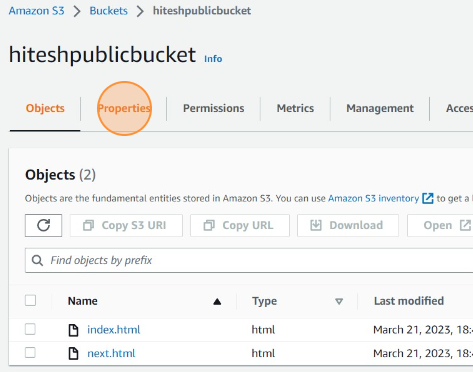 Amazon S3 > Buckets > hiteshpublicbucket
hiteshpublicbucket Info
Objects Properties Permissions Metrics Management
Objects (2)
Objects are the fundamental entities stored in Amazon S3. You can use Amazon S3 inventory to get a
Copy S3 URI Copy URL Download Open
Find objects by prefix
Name Type Last modified
index.html html March 21, 2023, 18:
next.html html March 21, 2023, 18: